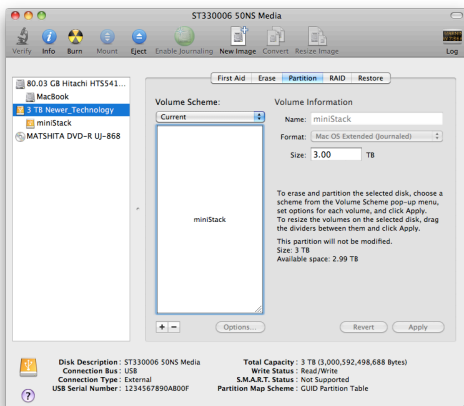 ST330006 50NS Media
Verify Info Burn Mount Eject Enable Journaling New Image Convert Resize Image Log
80.03 GB Hitachi HTS541...
MacBook
3 TB Newer_Technology
miniStack
MATSHITA DVD-R UJ-868
First Aid Erase Partition RAID Restore
Volume Scheme:
Current
miniStack
+ − Options...
Volume Information
Name: miniStack
Format: Mac OS Extended (Journaled)
Size: 3.00 TB
To erase and partition the selected disk, choose a
scheme from the Volume Scheme pop-up menu,
set options for each volume, and click Apply.
To resize the volumes on the selected disk, drag
the dividers between them and click Apply.
This partition will not be modified.
Size: 3 TB
Available space: 2.99 TB
Revert Apply
Disk Description : ST330006 50NS Media
Connection Bus : USB
Connection Type : External
USB Serial Number : 1234567890A800F
Total Capacity : 3 TB (3,000,592,498,688 Bytes)
Write Status : Read/Write
S.M.A.R.T. Status : Not Supported
Partition Map Scheme : GUID Partition Table
?